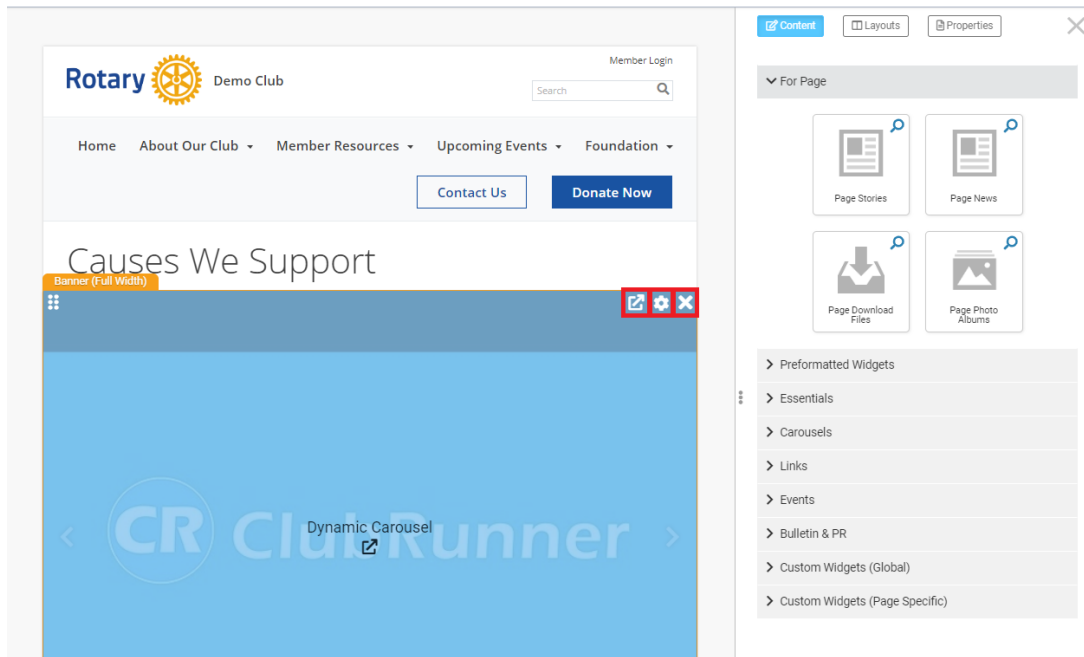 Content
Layouts
Properties
Member Login
Rotary
Demo Club
Search
For Page
Home About Our Club Member Resources Upcoming Events Foundation
Contact Us Donate Now
Page Stories
Page News
Causes We Support
Banner (Full Width)
Page Download
Files
Page Photo
Albums
Preformatted Widgets
Essentials
Carousels
Links
Events
Bulletin & PR
Custom Widgets (Global)
Custom Widgets (Page Specific)
CR ClubRunner
Dynamic Carousel